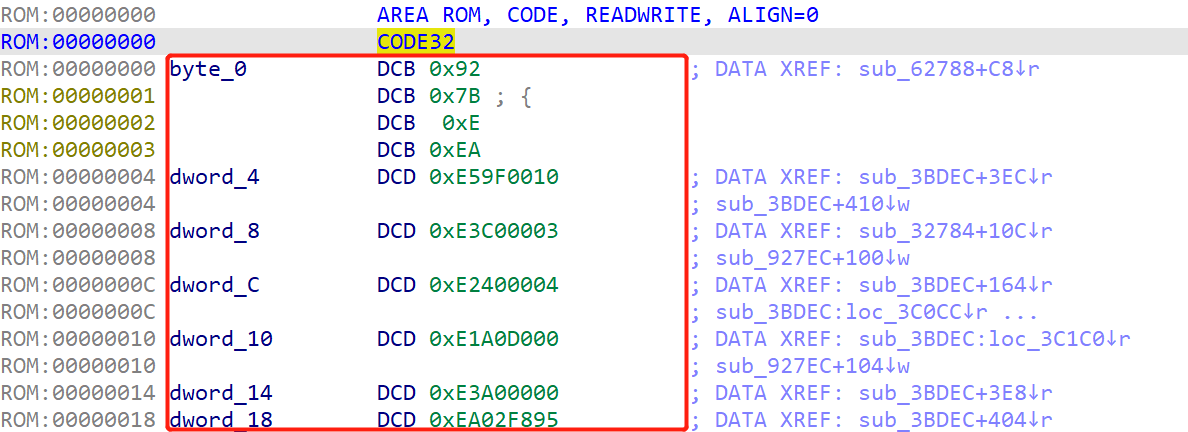 ROM:00000000 AREA ROM, CODE, READWRITE, ALIGN=0
ROM:00000000 CODE32
ROM:00000000 byte_0 DCB 0x92 ; DATA XREF: sub_62788+C8↓r
ROM:00000001 DCB 0x7B ; {
ROM:00000002 DCB 0xE
ROM:00000003 DCB 0xEA
ROM:00000004 dword_4 DCD 0xE59F0010 ; DATA XREF: sub_3BDEC+3EC↓r
ROM:00000004 ; sub_3BDEC+410↓w
ROM:00000008 dword_8 DCD 0xE3C00003 ; DATA XREF: sub_32784+10C↓r
ROM:00000008 ; sub_927EC+100↓w
ROM:0000000C dword_C DCD 0xE2400004 ; DATA XREF: sub_3BDEC+164↓r
ROM:0000000C ; sub_3BDEC:loc_3C0CC↓r ...
ROM:00000010 dword_10 DCD 0xE1A0D000 ; DATA XREF: sub_3BDEC:loc_3C1C0↓r
ROM:00000010 ; sub_927EC+104↓w
ROM:00000014 dword_14 DCD 0xE3A00000 ; DATA XREF: sub_3BDEC+3E8↓r
ROM:00000018 dword_18 DCD 0xEA02F895 ; DATA XREF: sub_3BDEC+404↓r